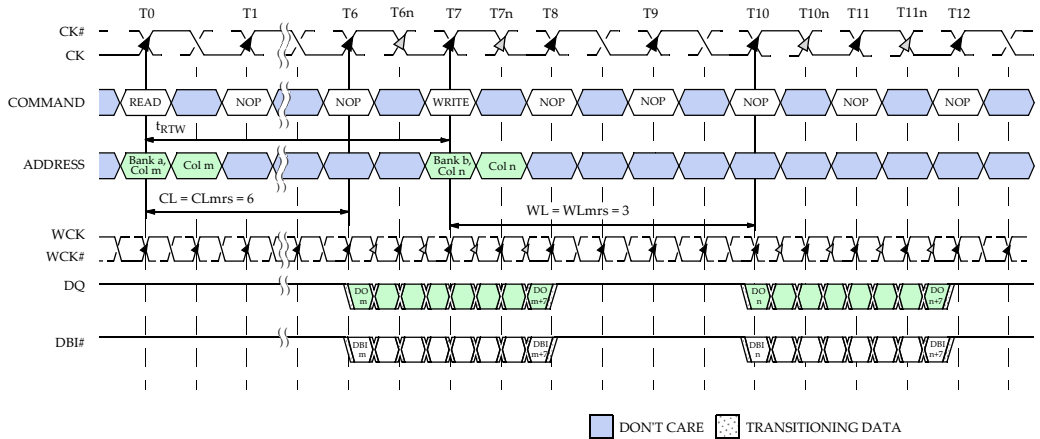 T0 T1 T6 T6n T7 T7n T8 T9 T10 T10n T11 T11n T12
CK#
CK
COMMAND READ NOP NOP WRITE NOP NOP NOP NOP NOP
tRTW
ADDRESS Bank a, Col m Col m Bank b, Col n Col n
CL = CLmrs = 6
WL = WLmrs = 3
WCK
WCK#
DQ DO m DO m+7 DO n DO n+7
DBI# DBI m DBI m+7 DBI n DBI n+7
DON'T CARE TRANSITIONING DATA